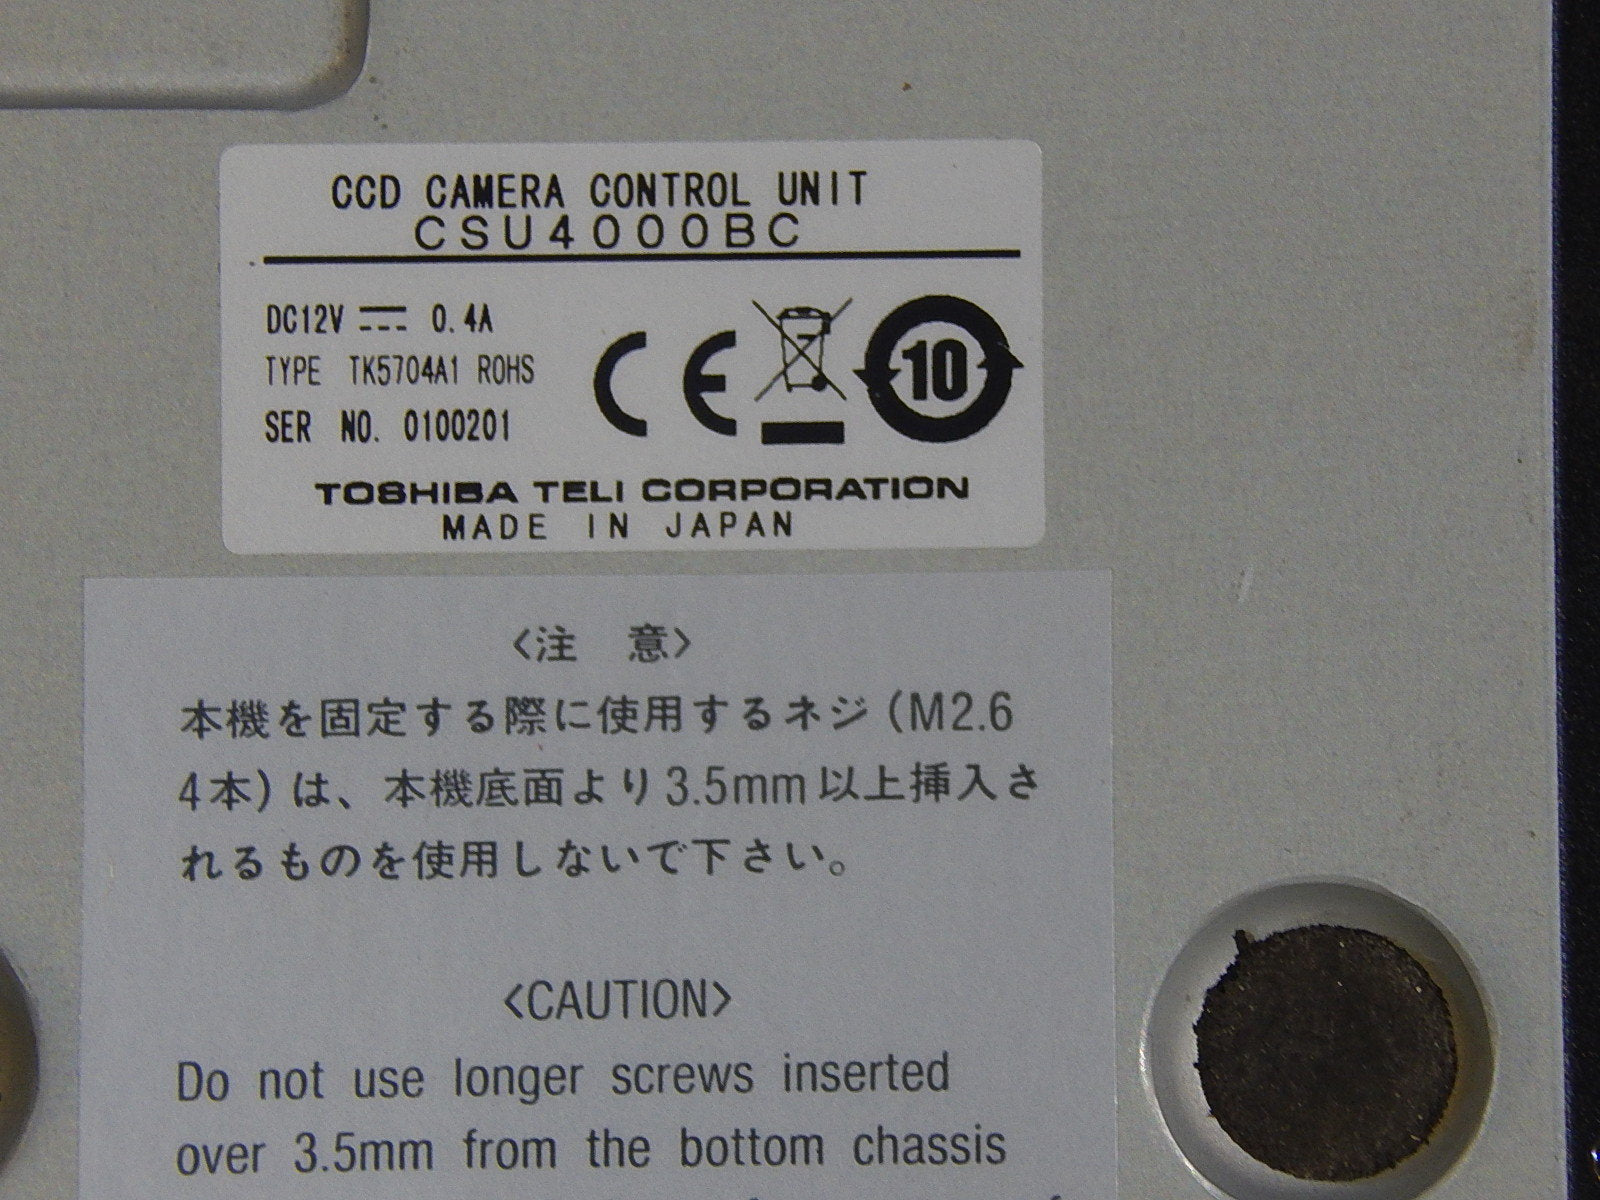 CCD CAMERA CONTROL UNIT
CSU4000BC
DC12V ⎓ 0.4A
TYPE TK5704A1 ROHS
SER NO. 0100201
CE
10
TOSHIBA TELI CORPORATION
MADE IN JAPAN
<注 意>
本機を固定する際に使用するネジ(M2.6
4本)は、本機底面より3.5mm以上挿入さ
れるものを使用しないで下さい。
<CAUTION>
Do not use longer screws inserted
over 3.5mm from the bottom chassis